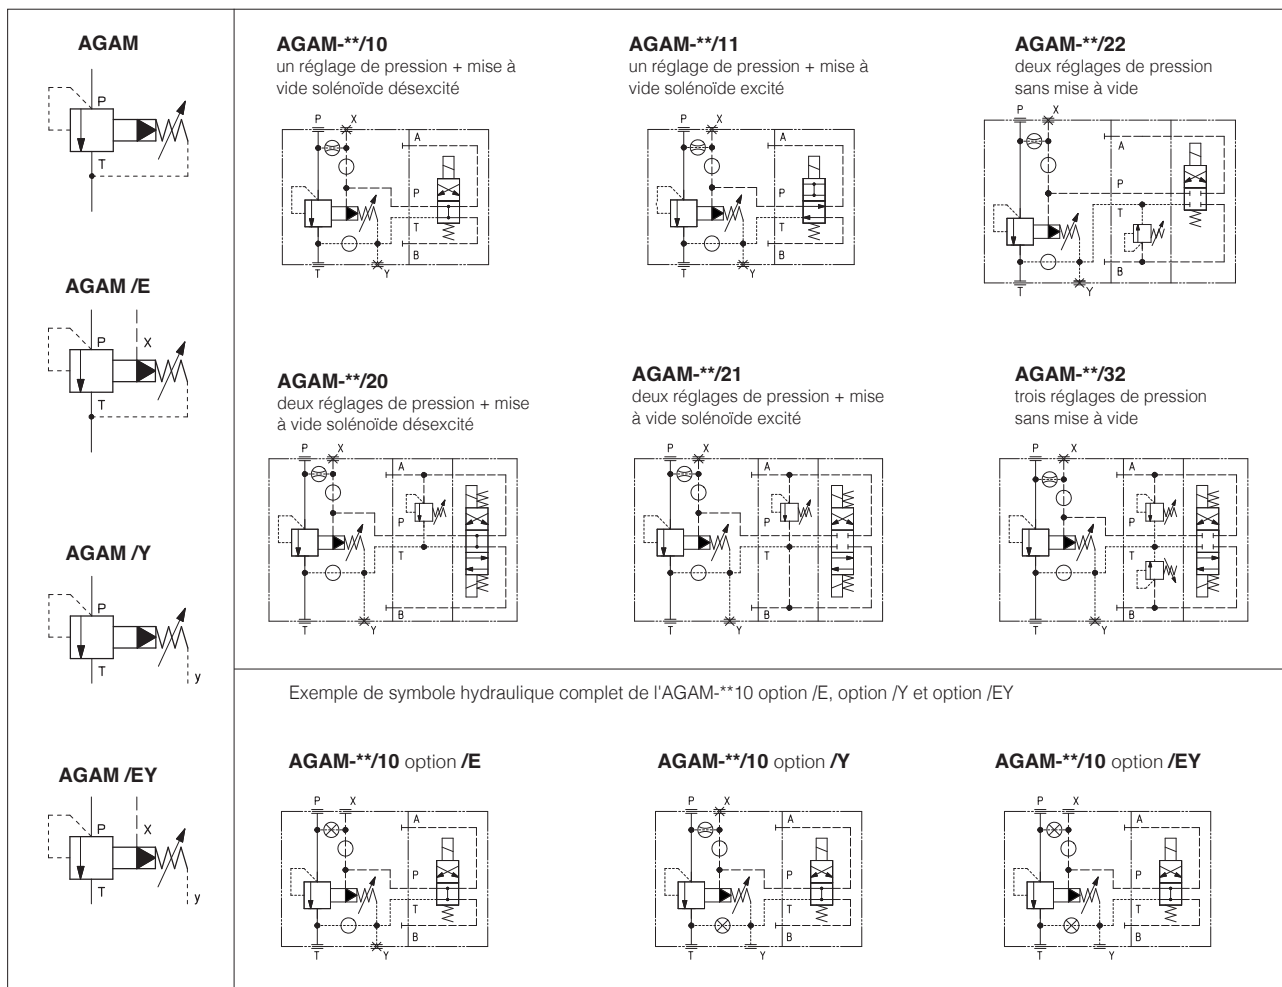 AGAM
P
T
AGAM /E
P
X
T
AGAM /Y
P
T
y
AGAM /EY
P
X
T
y
AGAM-**/10
un réglage de pression + mise à
vide solénoïde désexcité
P
X
A
P
T
B
T
Y
AGAM-**/11
un réglage de pression + mise à
vide solénoïde excité
P
X
A
P
T
B
T
Y
AGAM-**/22
deux réglages de pression
sans mise à vide
P
X
A
P
T
B
T
Y
AGAM-**/20
deux réglages de pression + mise
à vide solénoïde désexcité
P
X
A
P
T
B
T
Y
AGAM-**/21
deux réglages de pression + mise
à vide solénoïde excité
P
X
A
P
T
B
T
Y
AGAM-**/32
trois réglages de pression
sans mise à vide
P
X
A
P
T
B
T
Y
Exemple de symbole hydraulique complet de l'AGAM-**10 option /E, option /Y et option /EY
AGAM-**/10 option /E
P
X
A
P
T
B
T
Y
AGAM-**/10 option /Y
P
X
A
P
T
B
T
Y
AGAM-**/10 option /EY
P
X
A
P
T
B
T
Y